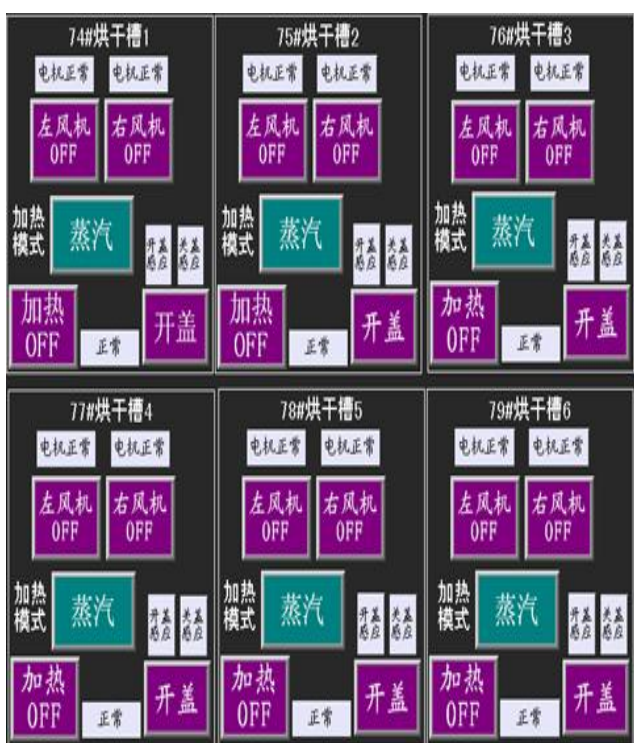 74#烘干槽1
电机正常 电机正常
左风机 右风机
OFF OFF
加热 蒸汽
模式
开盖 关盖
感应 感应
加热 开盖
OFF 正常
75#烘干槽2
电机正常 电机正常
左风机 右风机
OFF OFF
加热 蒸汽
模式
开盖 关盖
感应 感应
加热 开盖
OFF 正常
76#烘干槽3
电机正常 电机正常
左风机 右风机
OFF OFF
加热 蒸汽
模式
开盖 关盖
感应 感应
加热 开盖
OFF 正常
77#烘干槽4
电机正常 电机正常
左风机 右风机
OFF OFF
加热 蒸汽
模式
开盖 关盖
感应 感应
加热 开盖
OFF 正常
78#烘干槽5
电机正常 电机正常
左风机 右风机
OFF OFF
加热 蒸汽
模式
开盖 关盖
感应 感应
加热 开盖
OFF 正常
79#烘干槽6
电机正常 电机正常
左风机 右风机
OFF OFF
加热 蒸汽
模式
开盖 关盖
感应 感应
加热 开盖
OFF 正常